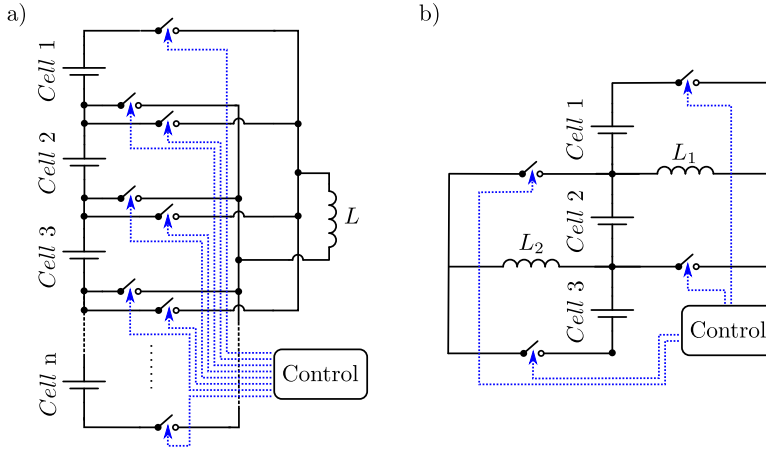 a)
Cell 1
Cell 2
Cell 3
Cell n
L
Control
b)
Cell 1
Cell 2
Cell 3
L₁
L₂
Control